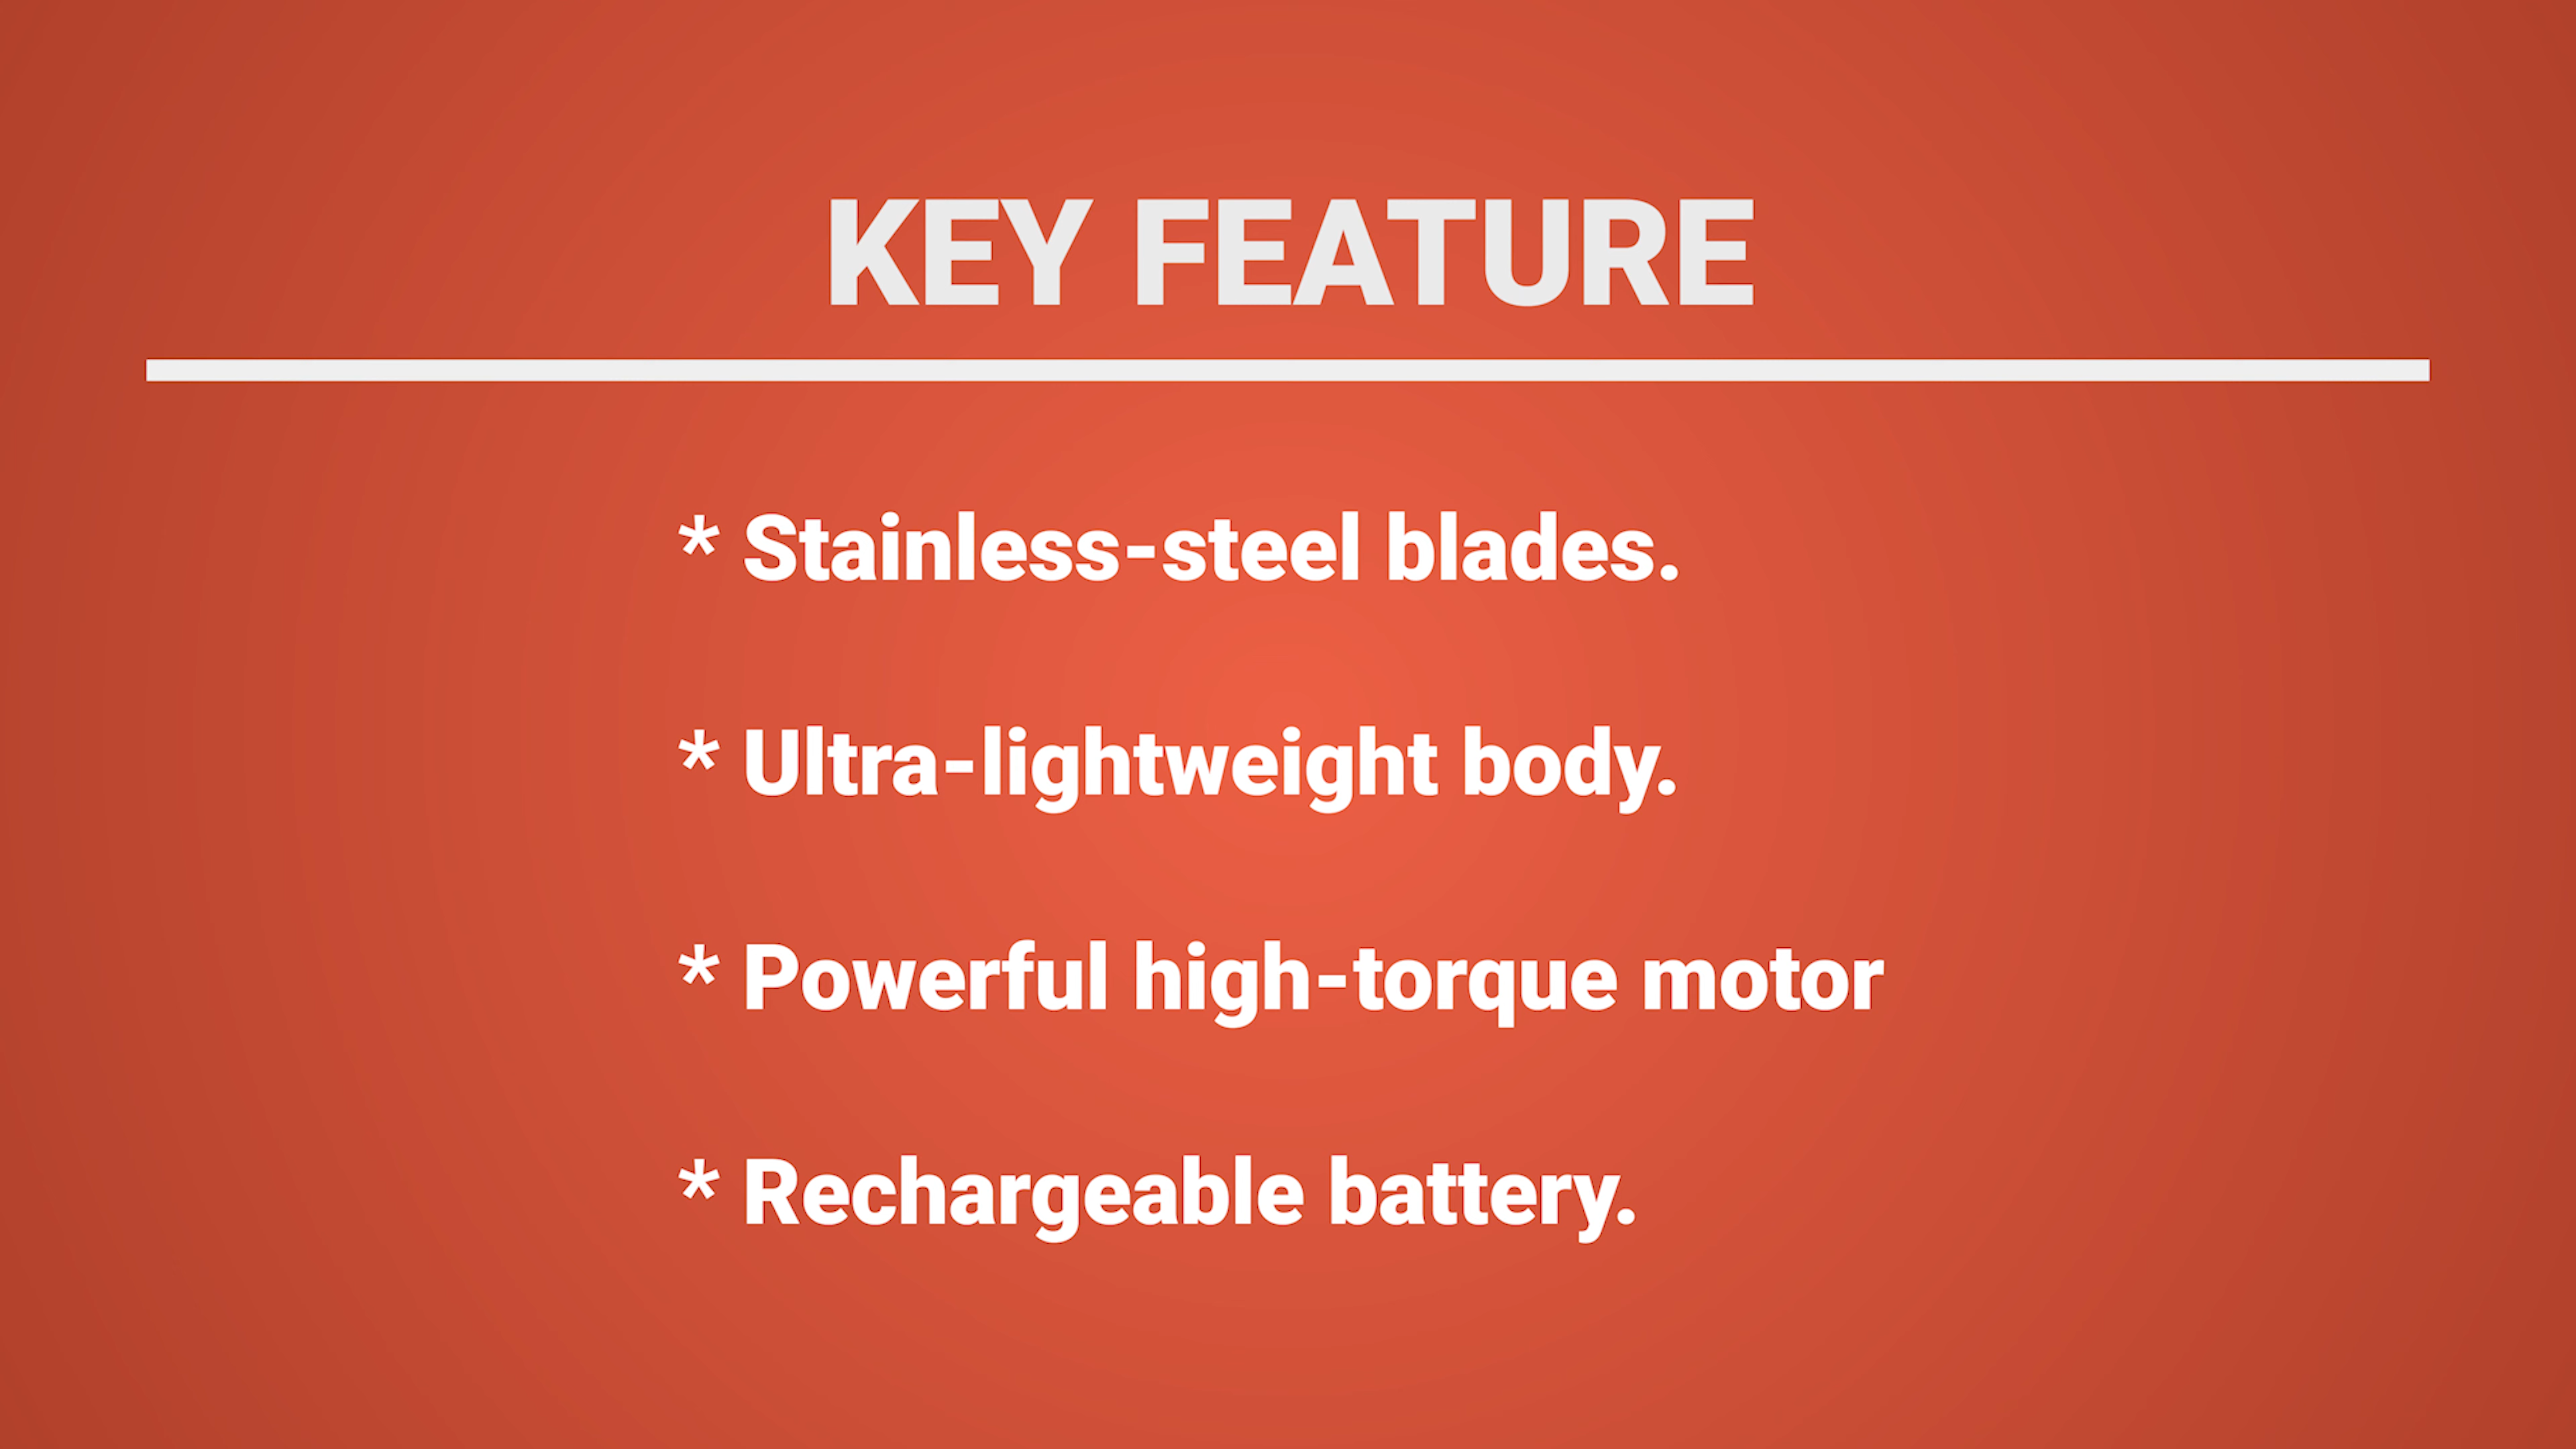 KEY FEATURE
* Stainless-steel blades.
* Ultra-lightweight body.
* Powerful high-torque motor
* Rechargeable battery.